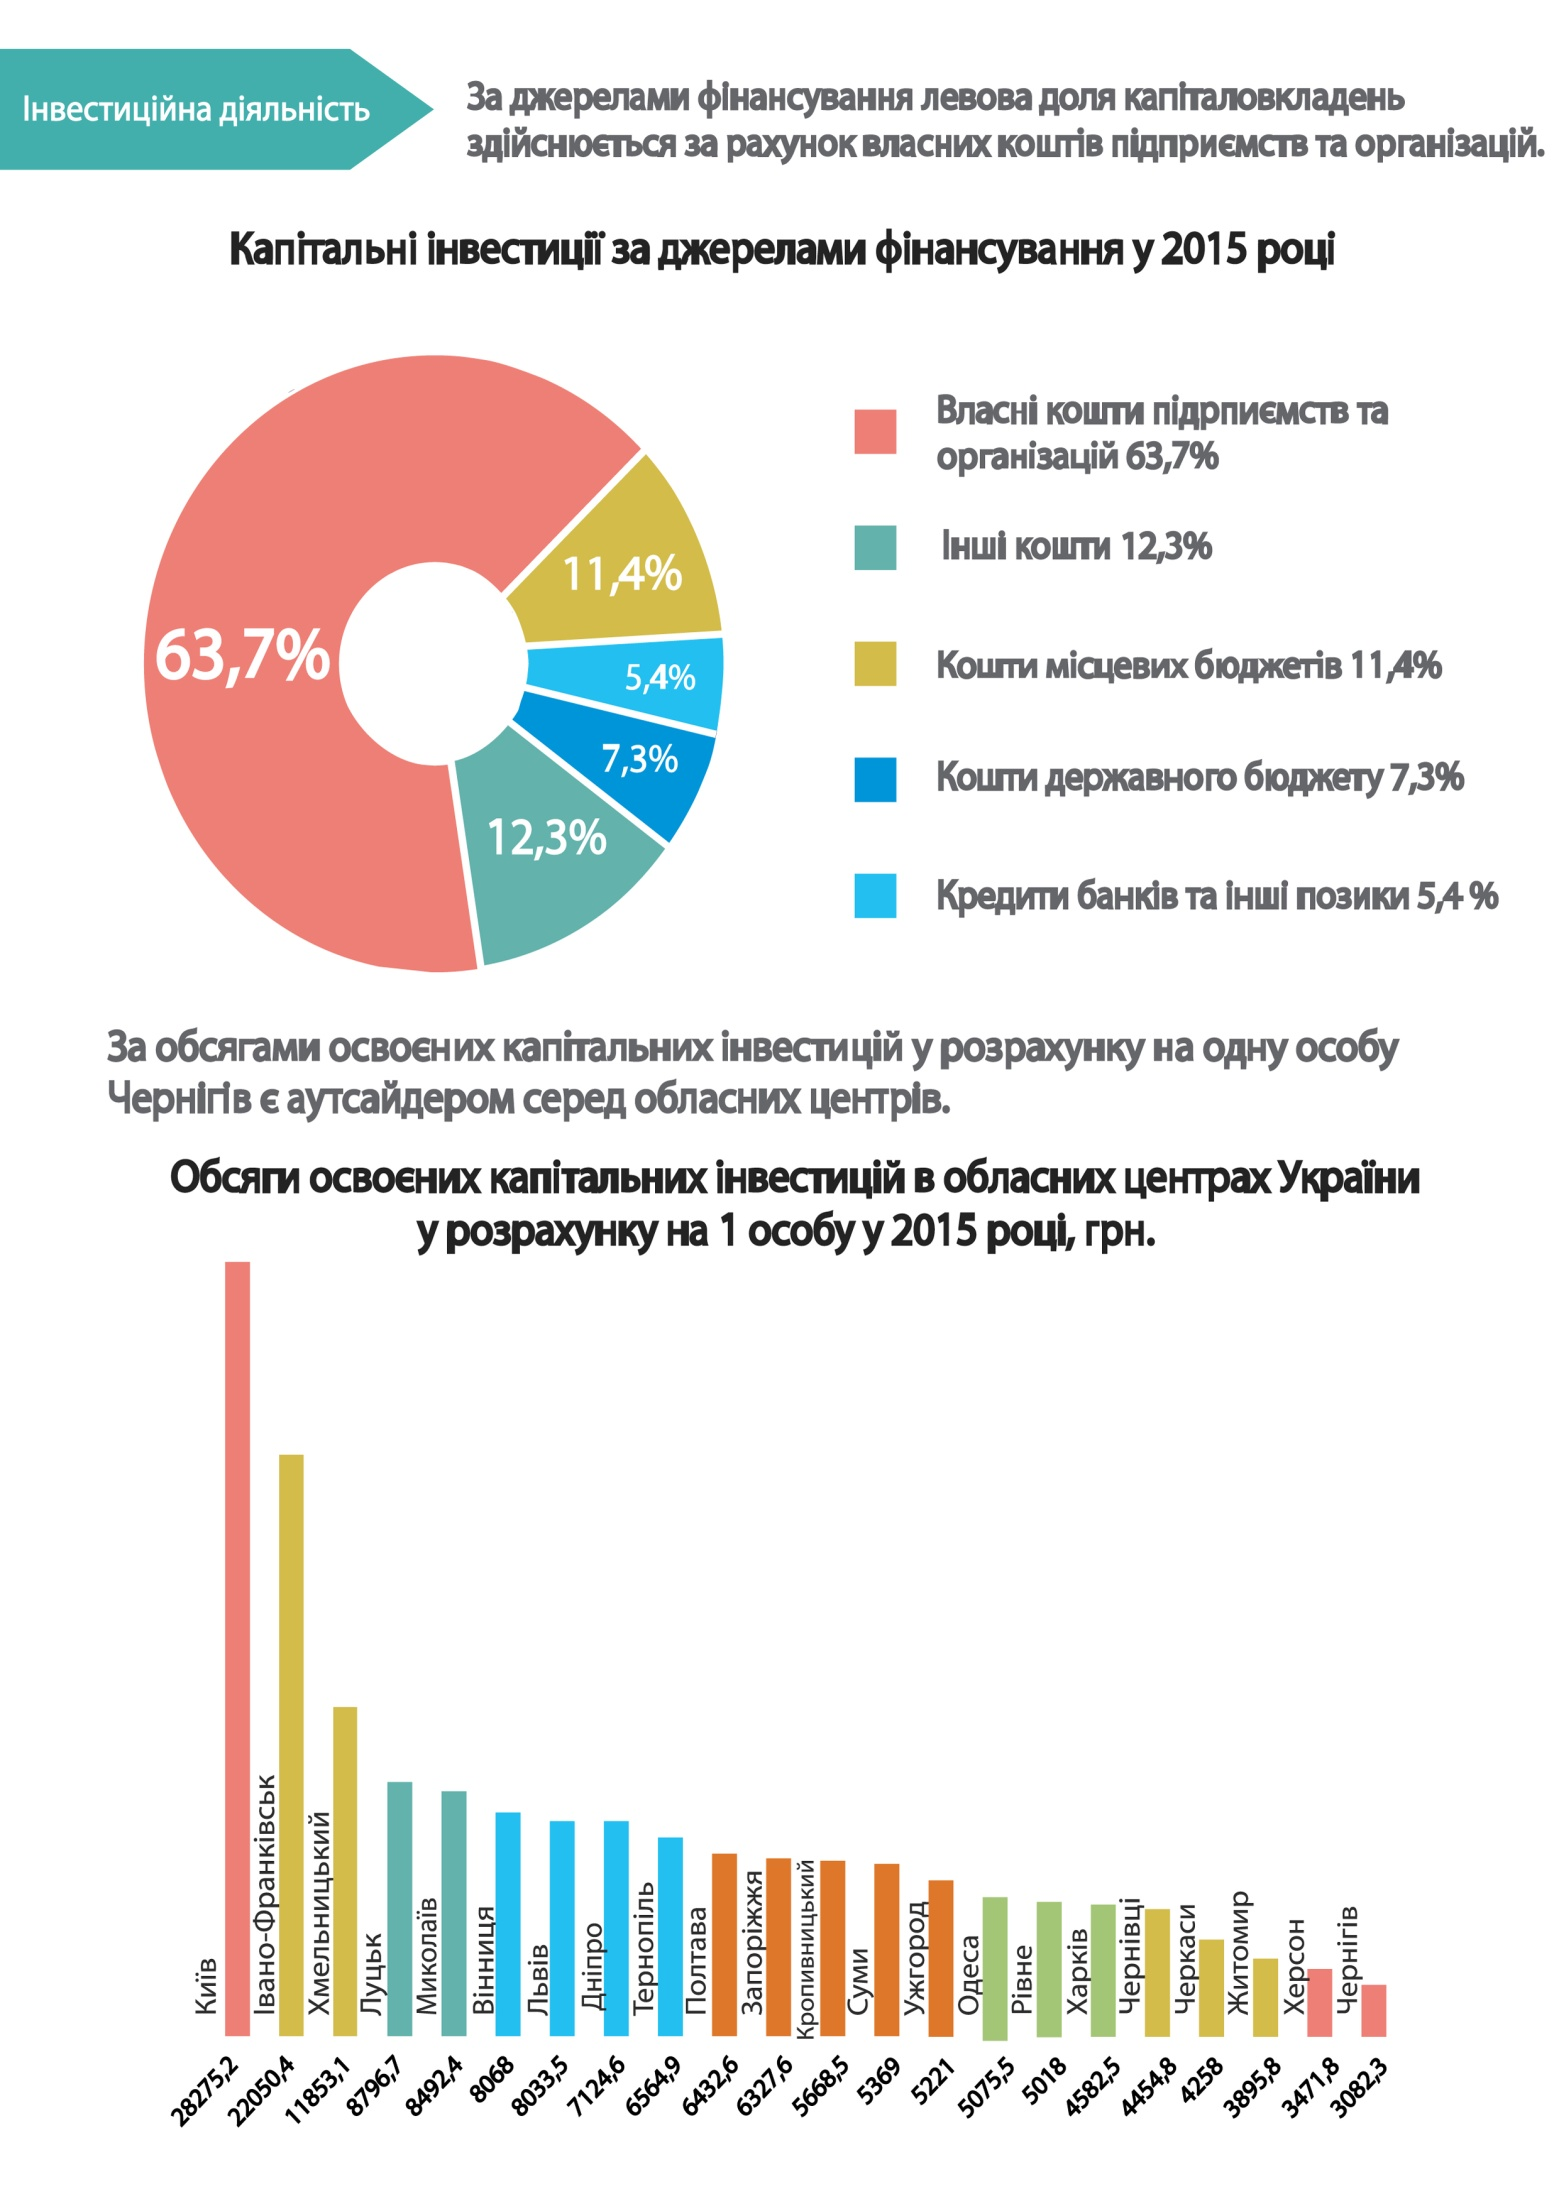 Інвестиційна діяльність
За джерелами фінансування левова доля капіталовкладень
здійснюється за рахунок власних коштів підприємств та організацій.
Капітальні інвестиції за джерелами фінансування у 2015 році
63,7%
11,4%
5,4%
7,3%
12,3%
Власні кошти підрпиємств та
організацій 63,7%
Інші кошти 12,3%
Кошти місцевих бюджетів 11,4%
Кошти державного бюджету 7,3%
Кредити банків та інші позики 5,4 %
За обсягами освоєних капітальних інвестицій у розрахунку на одну особу
Чернігів є аутсайдером серед обласних центрів.
Обсяги освоєних капітальних інвестицій в обласних центрах України
у розрахунку на 1 особу у 2015 році, грн.
Київ
Івано-Франківськ
Хмельницький
Луцьк
Миколаїв
Вінниця
Львів
Дніпро
Тернопіль
Полтава
Запоріжжя
Кропивницький
Суми
Ужгород
Одеса
Рівне
Харків
Чернівці
Черкаси
Житомир
Херсон
Чернігів
28275,2
22050,4
11853,1
8796,7
8492,4
8068
8033,5
7124,6
6564,9
6432,6
6327,6
5668,5
5369
5221
5075,5
5018
4582,5
4454,8
4258
3895,8
3471,8
3082,3